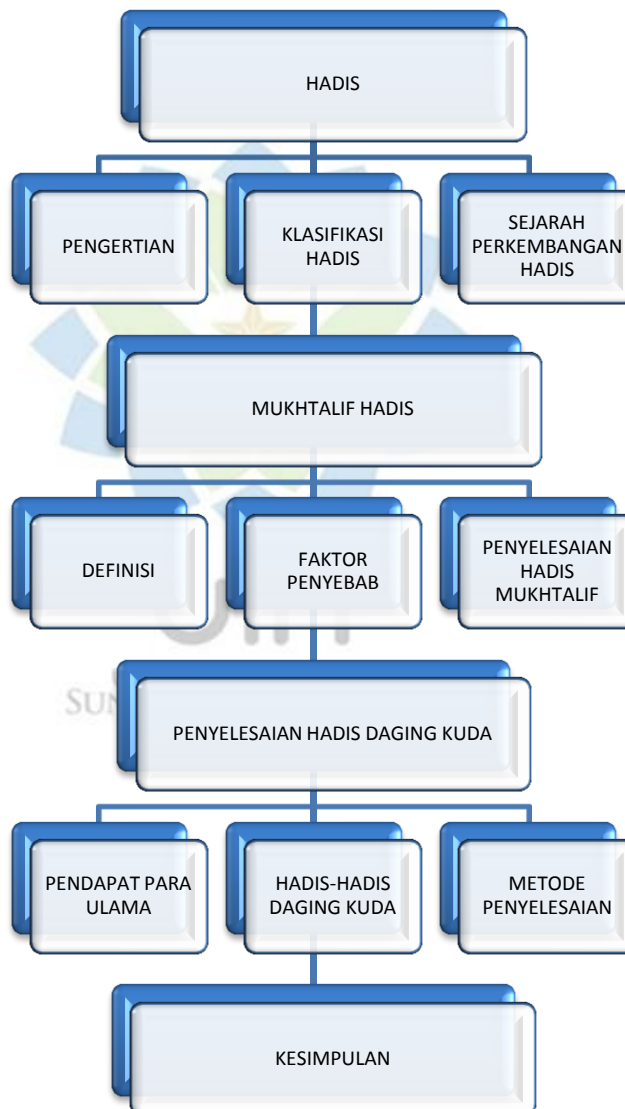 HADIS
PENGERTIAN
KLASIFIKASI
HADIS
SEJARAH
PERKEMBANGAN
HADIS
MUKHTALIF HADIS
DEFINISI
FAKTOR
PENYEBAB
PENYELESAIAN
HADIS
MUKHTALIF
PENYELESAIAN HADIS DAGING KUDA
PENDAPAT PARA
ULAMA
HADIS-HADIS
DAGING KUDA
METODE
PENYELESAIAN
KESIMPULAN